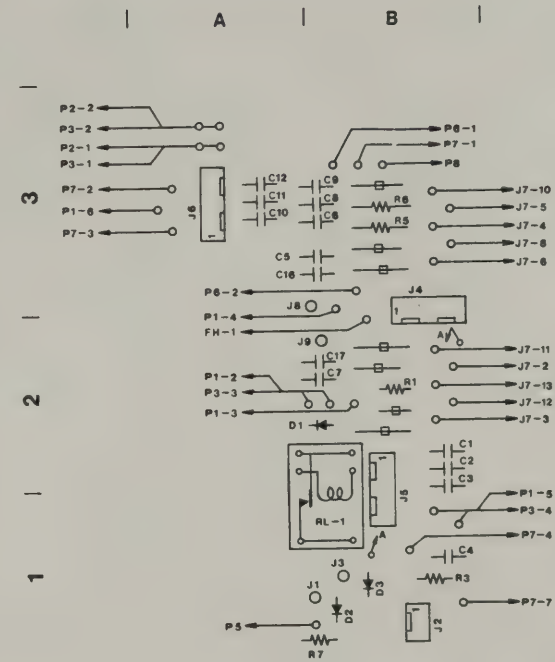 A B
P2-2
P3-2
P2-1
P3-1
P6-1
P7-1
P8
3
P7-2
P1-6
P7-3
J6
C12
C11
C10
C9
C8
C6
R6
R5
J7-10
J7-5
J7-4
J7-8
J7-6
C5
C16
P6-2
J8
J4
1
P1-4
FH-1
J9
A
2
C17
C7
P1-2
P3-3
P1-3
R1
J7-11
J7-2
J7-13
J7-12
J7-3
D1
C1
C2
C3
RL-1
1
J5
P1-5
P3-4
P7-4
A
C4
1
J3
J1
D3
R3
D2
1
J2
P7-7
P5
R7